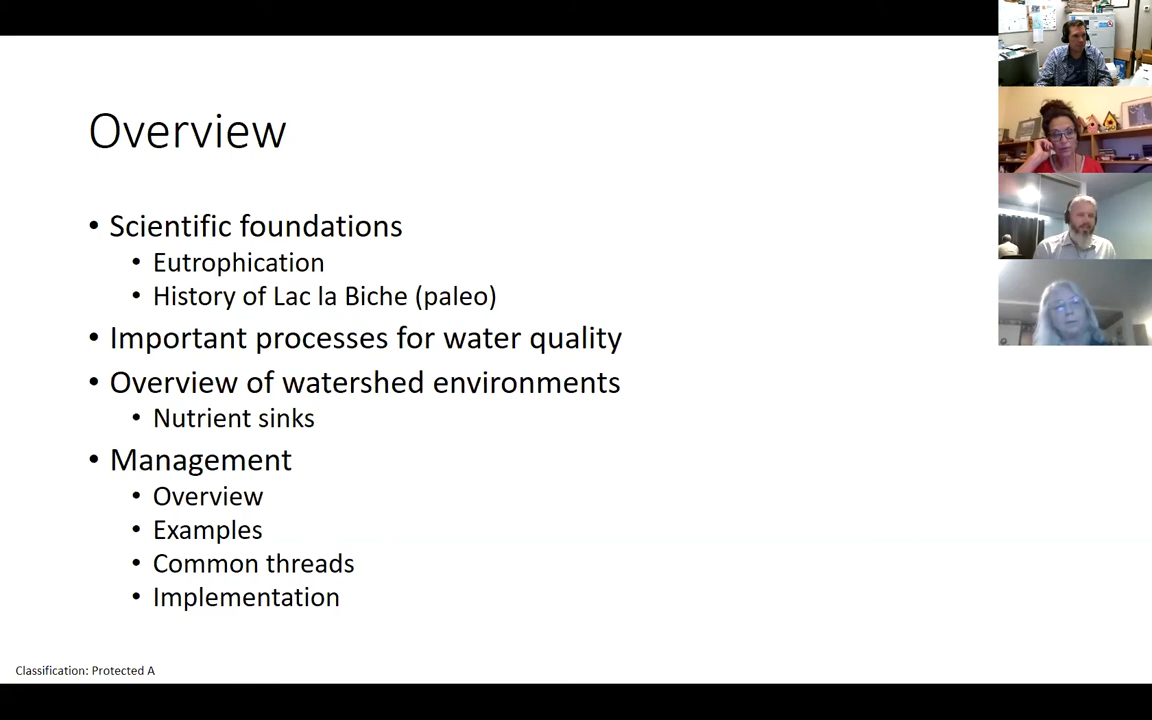 Overview
• Scientific foundations
• Eutrophication
• History of Lac la Biche (paleo)
• Important processes for water quality
• Overview of watershed environments
• Nutrient sinks
• Management
• Overview
• Examples
• Common threads
• Implementation
Classification: Protected A